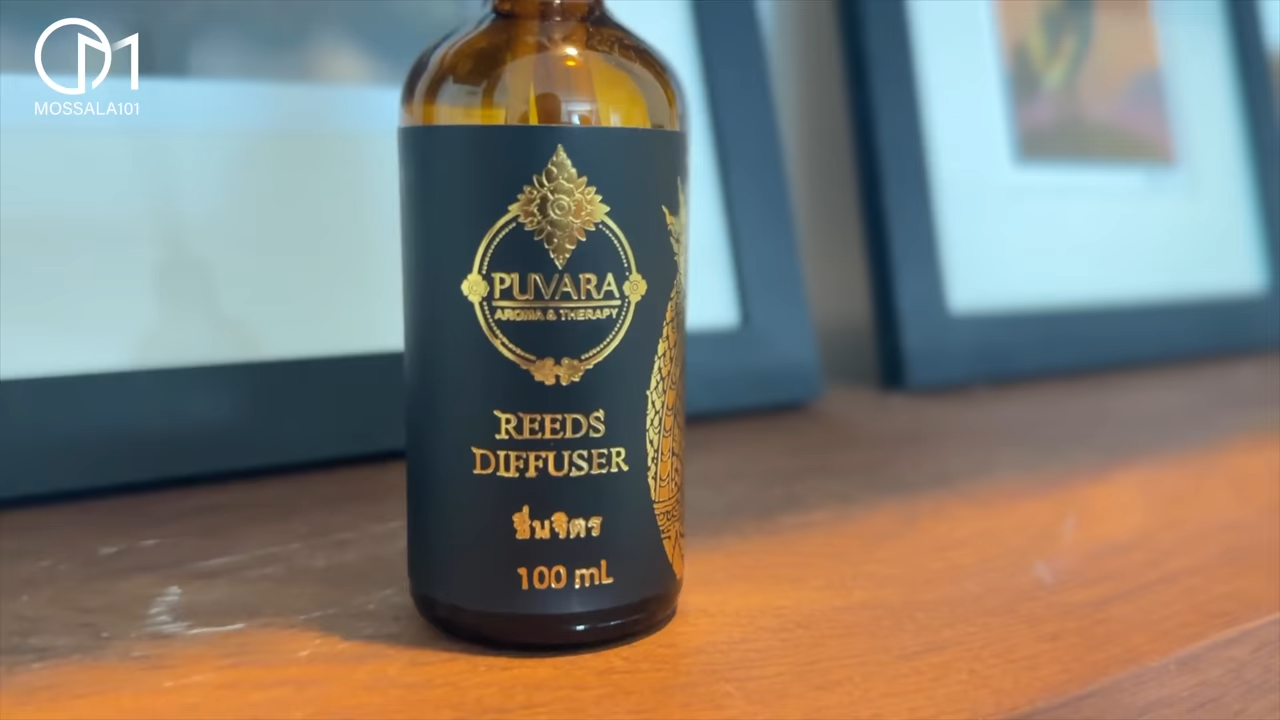 MOSSALA101
PUVARA
AROMA & THERAPY
REEDS
DIFFUSER
ชื่นจิตร
100 mL